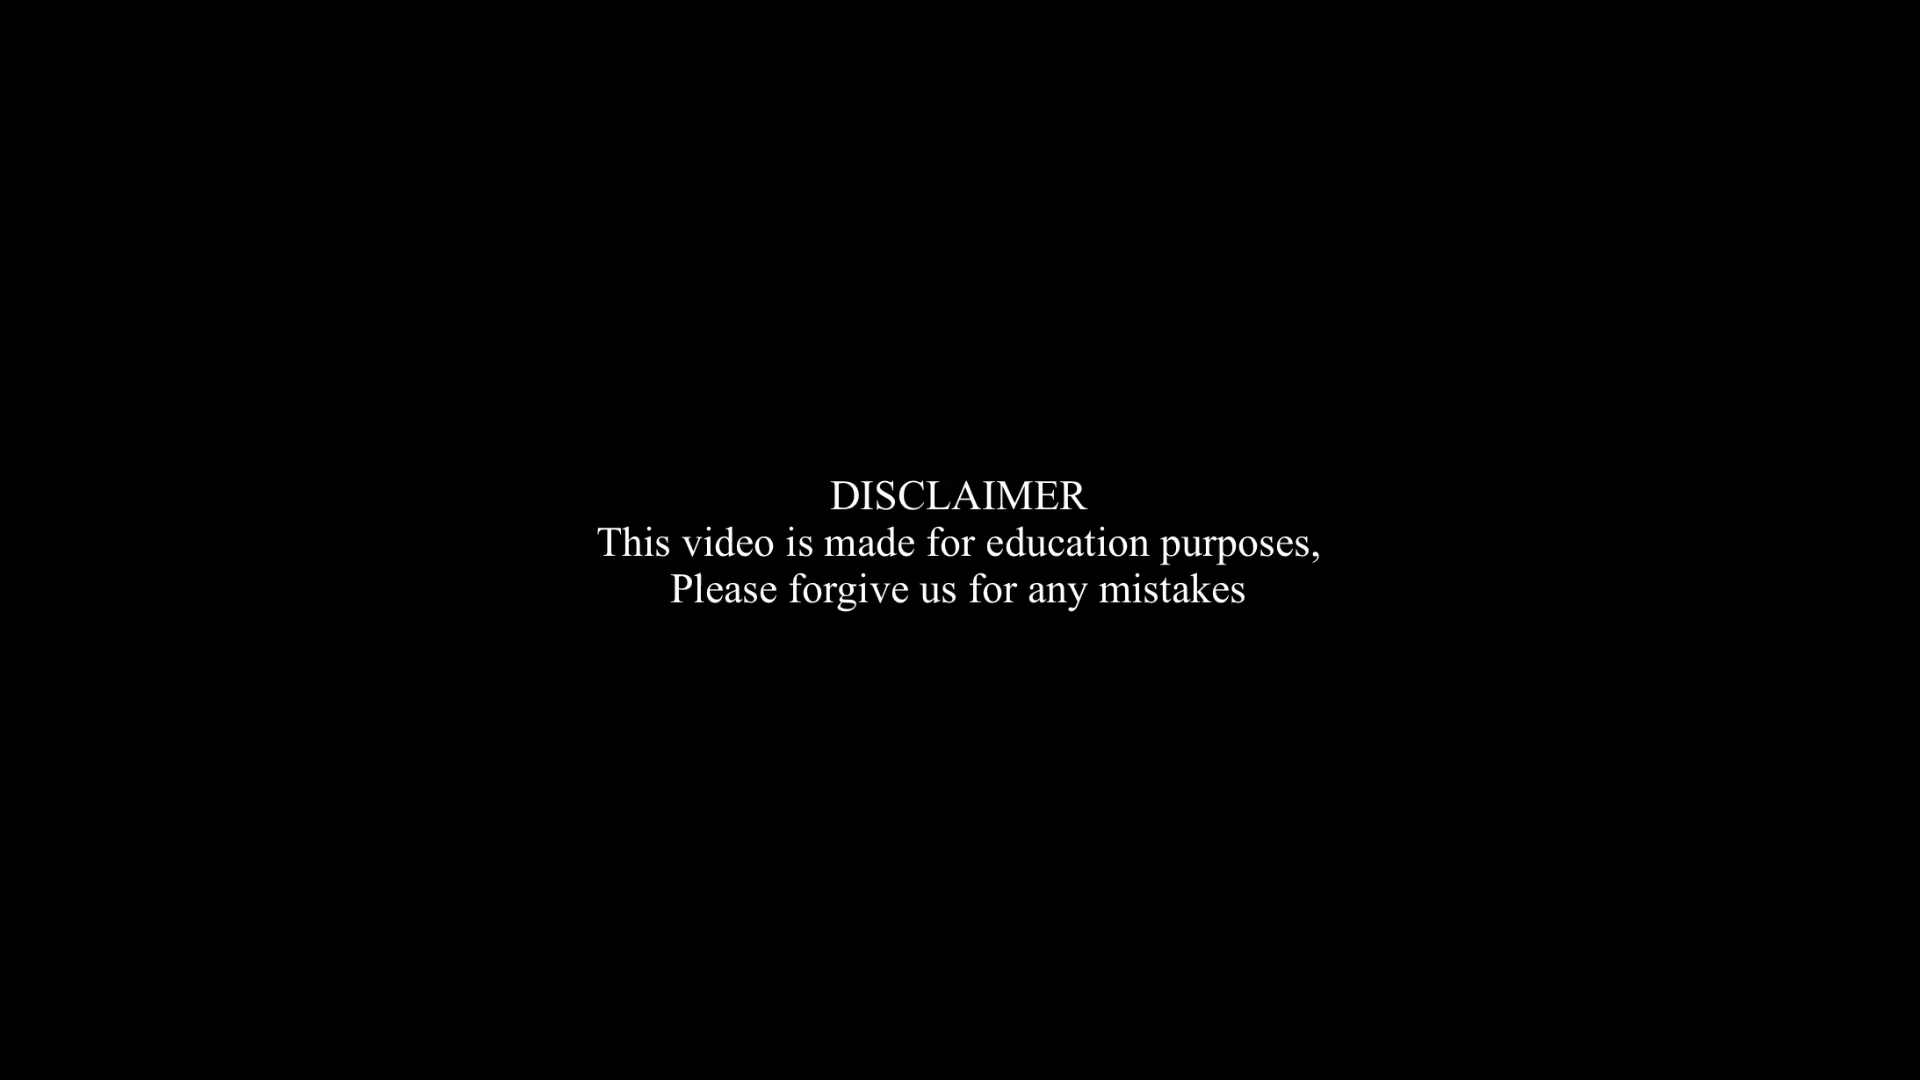 DISCLAIMER
This video is made for education purposes,
Please forgive us for any mistakes